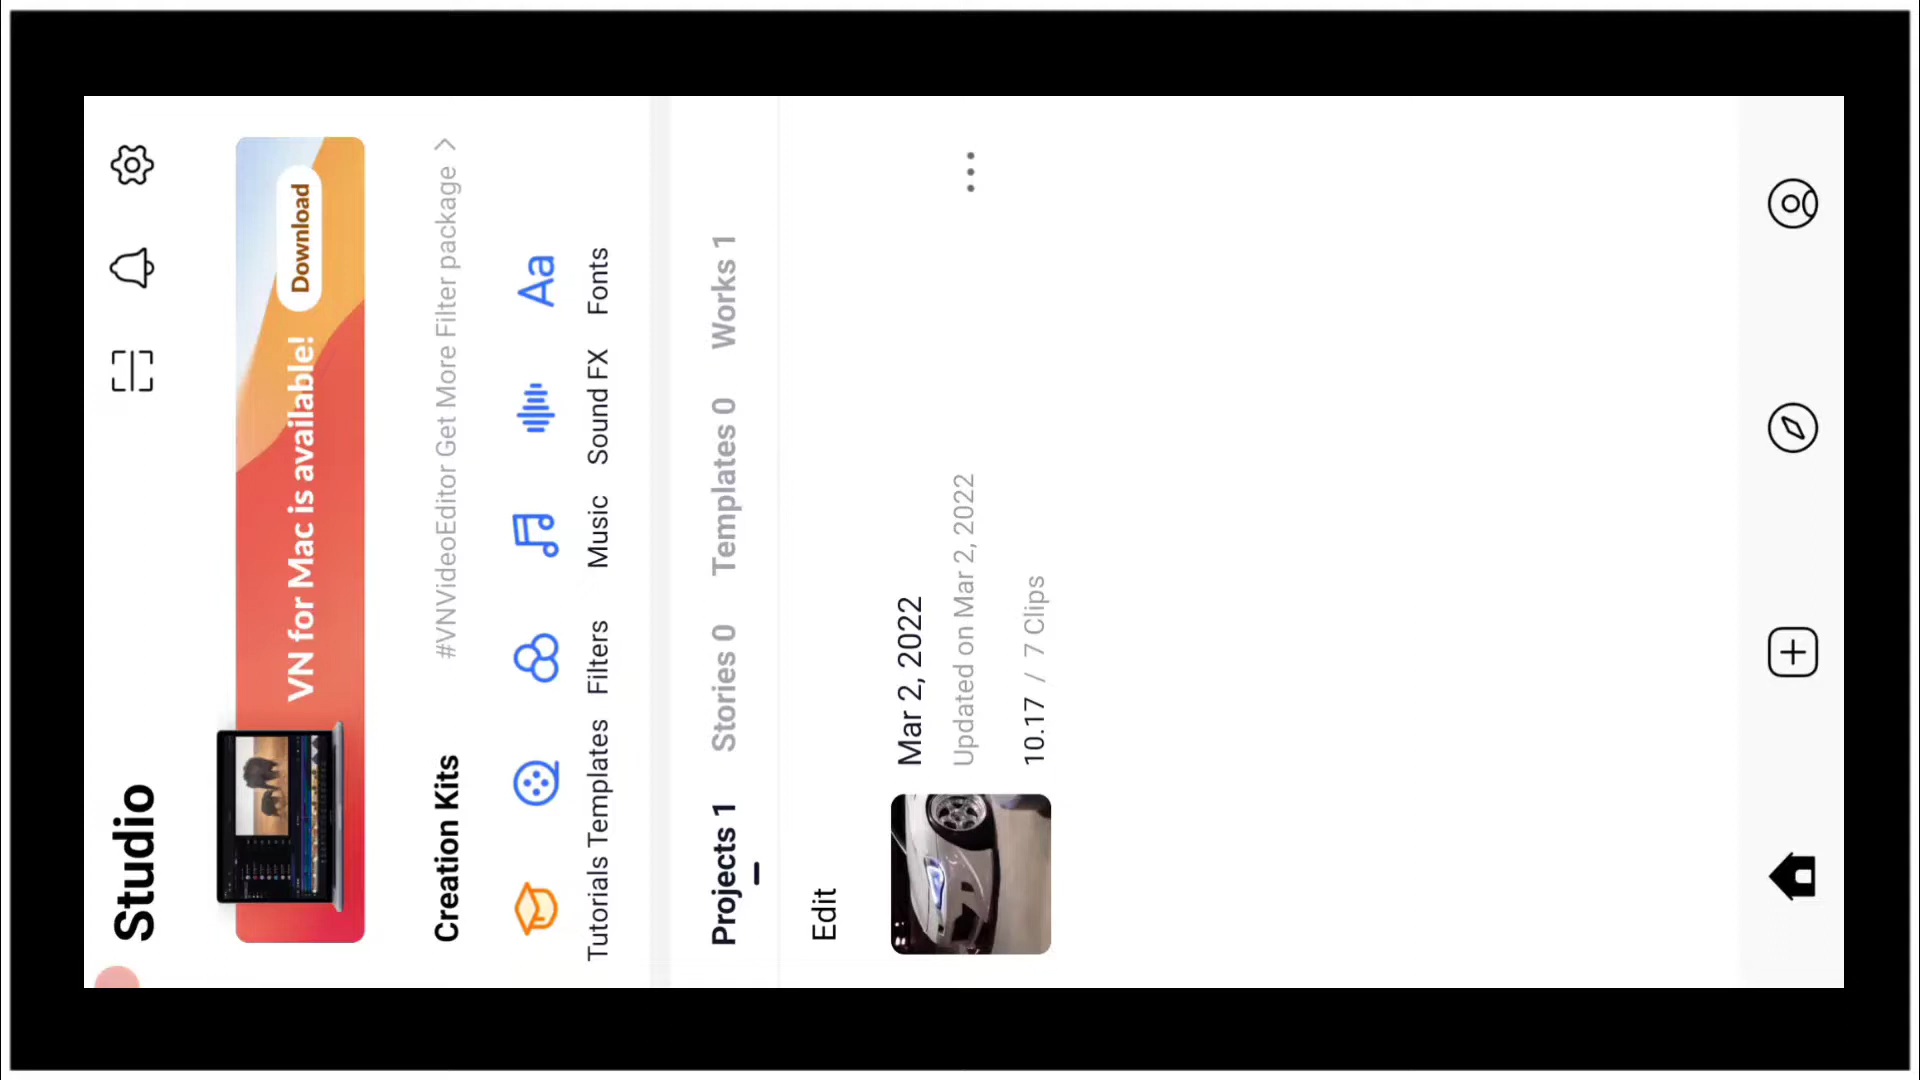 Studio
VN for Mac is available!
Download
Creation Kits
#VNVideoEditor Get More Filter package >
Tutorials
Templates
Filters
Music
Sound FX
Fonts
Aa
Projects 1
Stories 0
Templates 0
Works 1
Edit
Mar 2, 2022
Updated on Mar 2, 2022
10.17 / 7 Clips